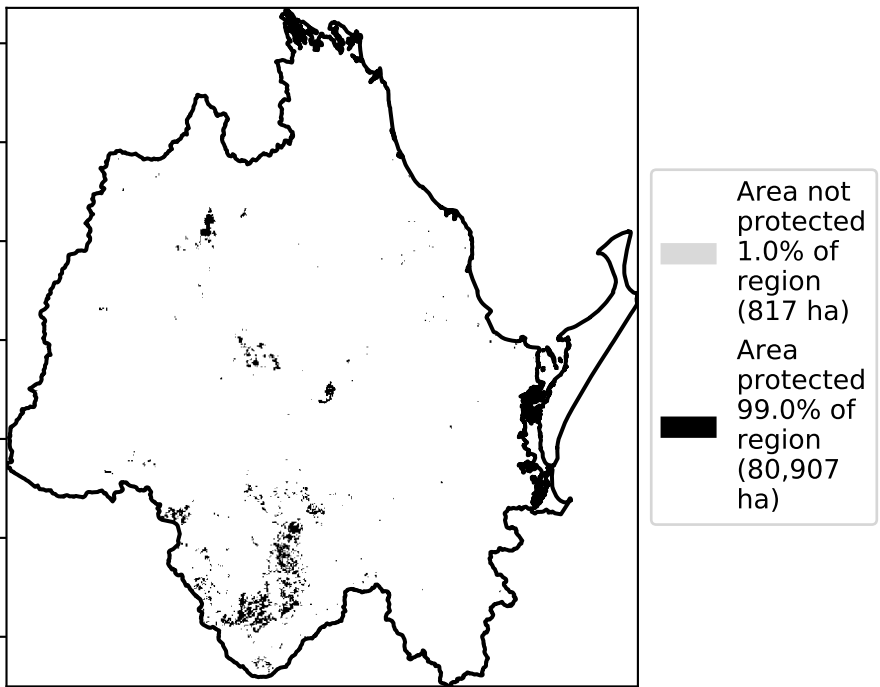 Area not
protected
1.0% of
region
(817 ha)
Area
protected
99.0% of
region
(80,907
ha)